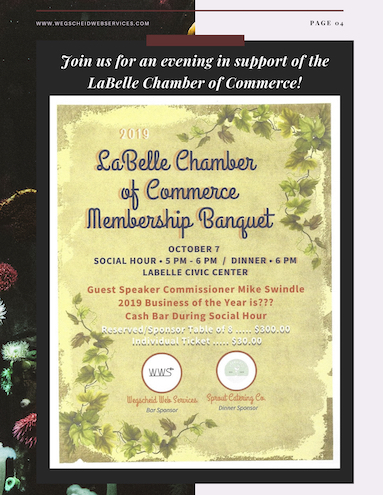 WWW.WEGSCHEIDWEBSERVICES.COM
PAGE 04
Join us for an evening in support of the
LaBelle Chamber of Commerce!
2019
LaBelle Chamber
of Commerce
Membership Banquet
OCTOBER 7
SOCIAL HOUR • 5 PM - 6 PM / DINNER • 6 PM
LABELLE CIVIC CENTER
Guest Speaker Commissioner Mike Swindle
2019 Business of the Year is???
Cash Bar During Social Hour
Reserved/Sponsor Table of 8 ..... $300.00
Individual Ticket ..... $30.00
WWS
Wegscheid Web Services
Bar Sponsor
Sprout Catering Co.
Dinner Sponsor